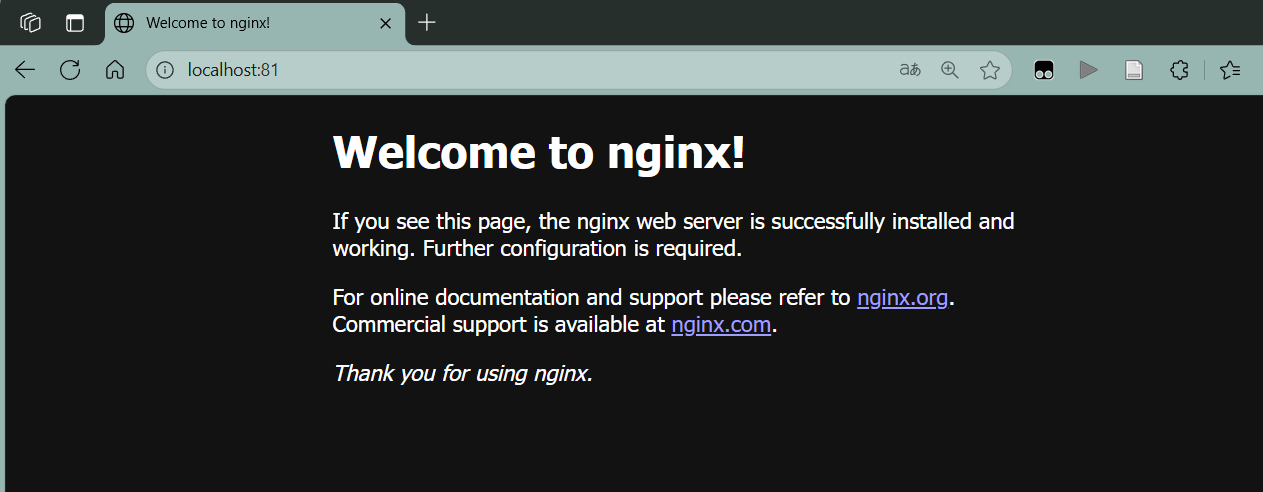 Welcome to nginx!
localhost:81
aあ
Welcome to nginx!
If you see this page, the nginx web server is successfully installed and
working. Further configuration is required.
For online documentation and support please refer to nginx.org.
Commercial support is available at nginx.com.
Thank you for using nginx.